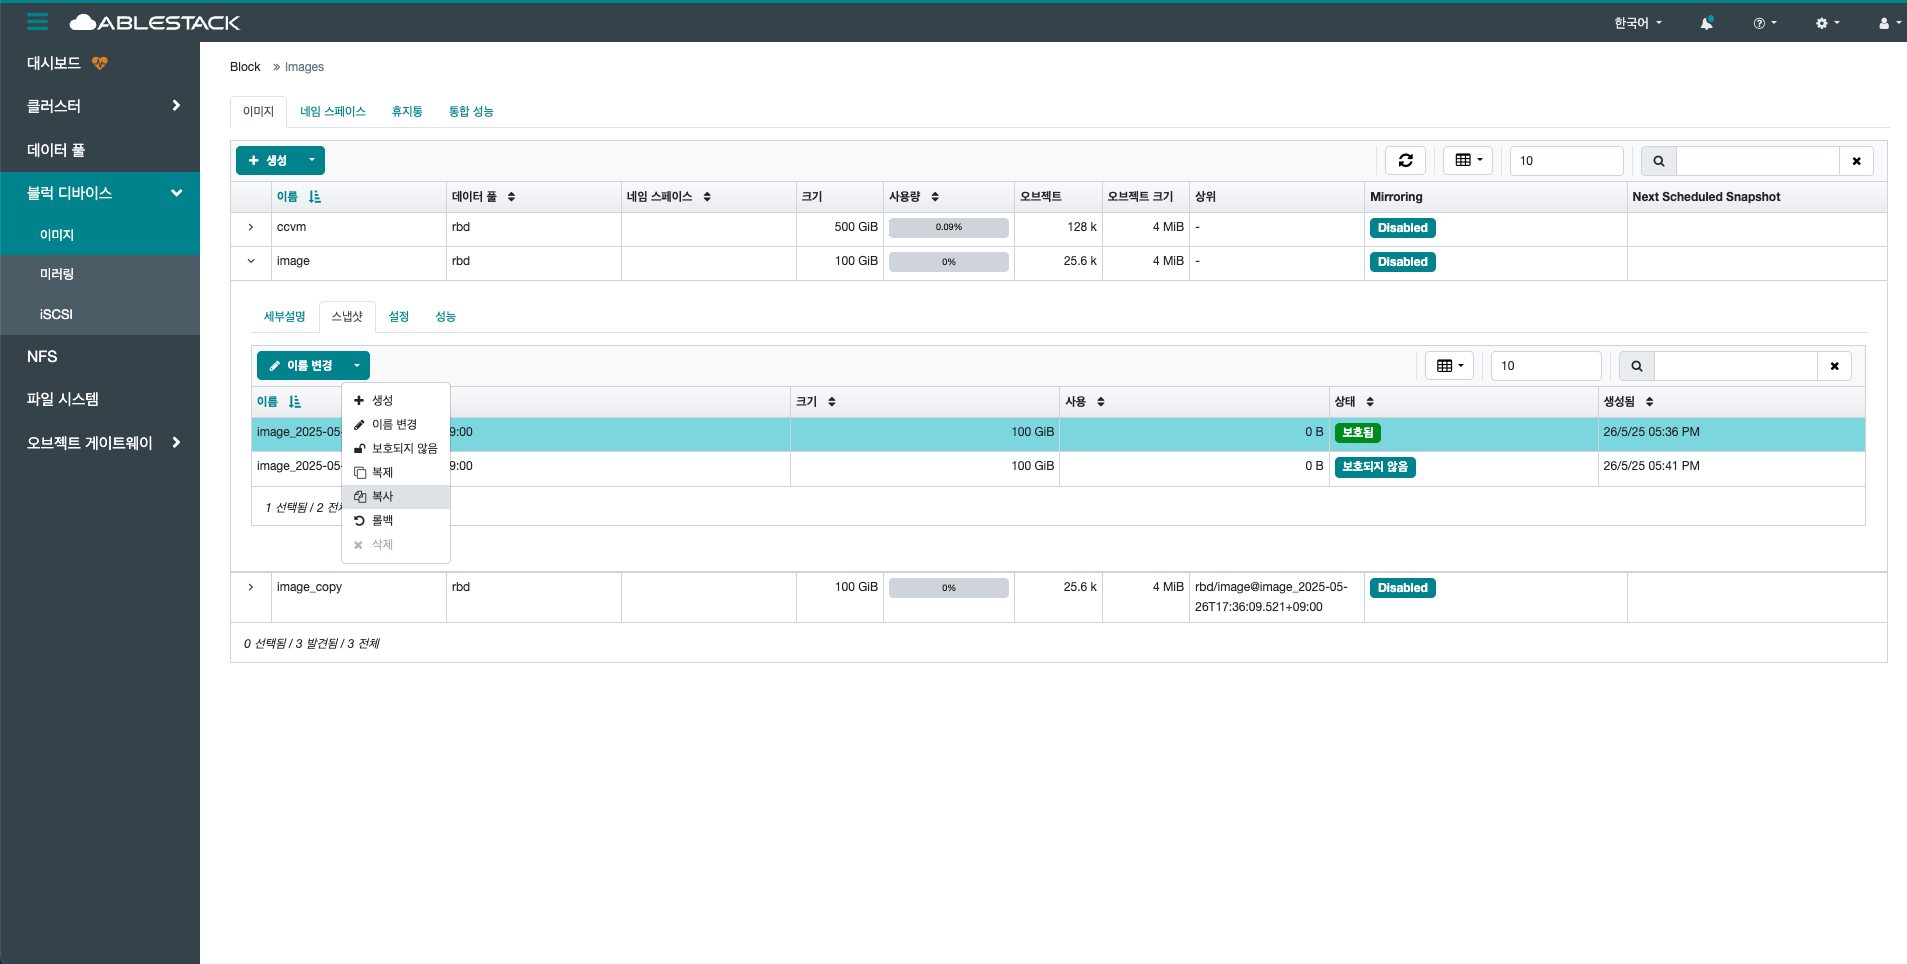 ABLESTACK
한국어
대시보드
클러스터
데이터 풀
블럭 디바이스
이미지
미러링
iSCSI
NFS
파일 시스템
오브젝트 게이트웨이
Block » Images
이미지 네임 스페이스 휴지통 통합 성능
생성 10
이름 데이터 풀 네임 스페이스 크기 사용량 오브젝트 오브젝트 크기 상위 Mirroring Next Scheduled Snapshot
ccvm rbd 500 GiB 0.09% 128 k 4 MiB - Disabled
image rbd 100 GiB 0% 25.6 k 4 MiB - Disabled
세부설명 스냅샷 설정 성능
이름 변경 10
이름 크기 사용 상태 생성됨
image_2025-05- 9:00 100 GiB 0 B 보호됨 26/5/25 05:36 PM
image_2025-05- 9:00 100 GiB 0 B 보호되지 않음 26/5/25 05:41 PM
1 선택됨 / 2 전체
생성
이름 변경
보호되지 않음
복제
복사
롤백
삭제
image_copy rbd 100 GiB 0% 25.6 k 4 MiB rbd/image@image_2025-05-
26T17:36:09.521+09:00 Disabled
0 선택됨 / 3 발견됨 / 3 전체